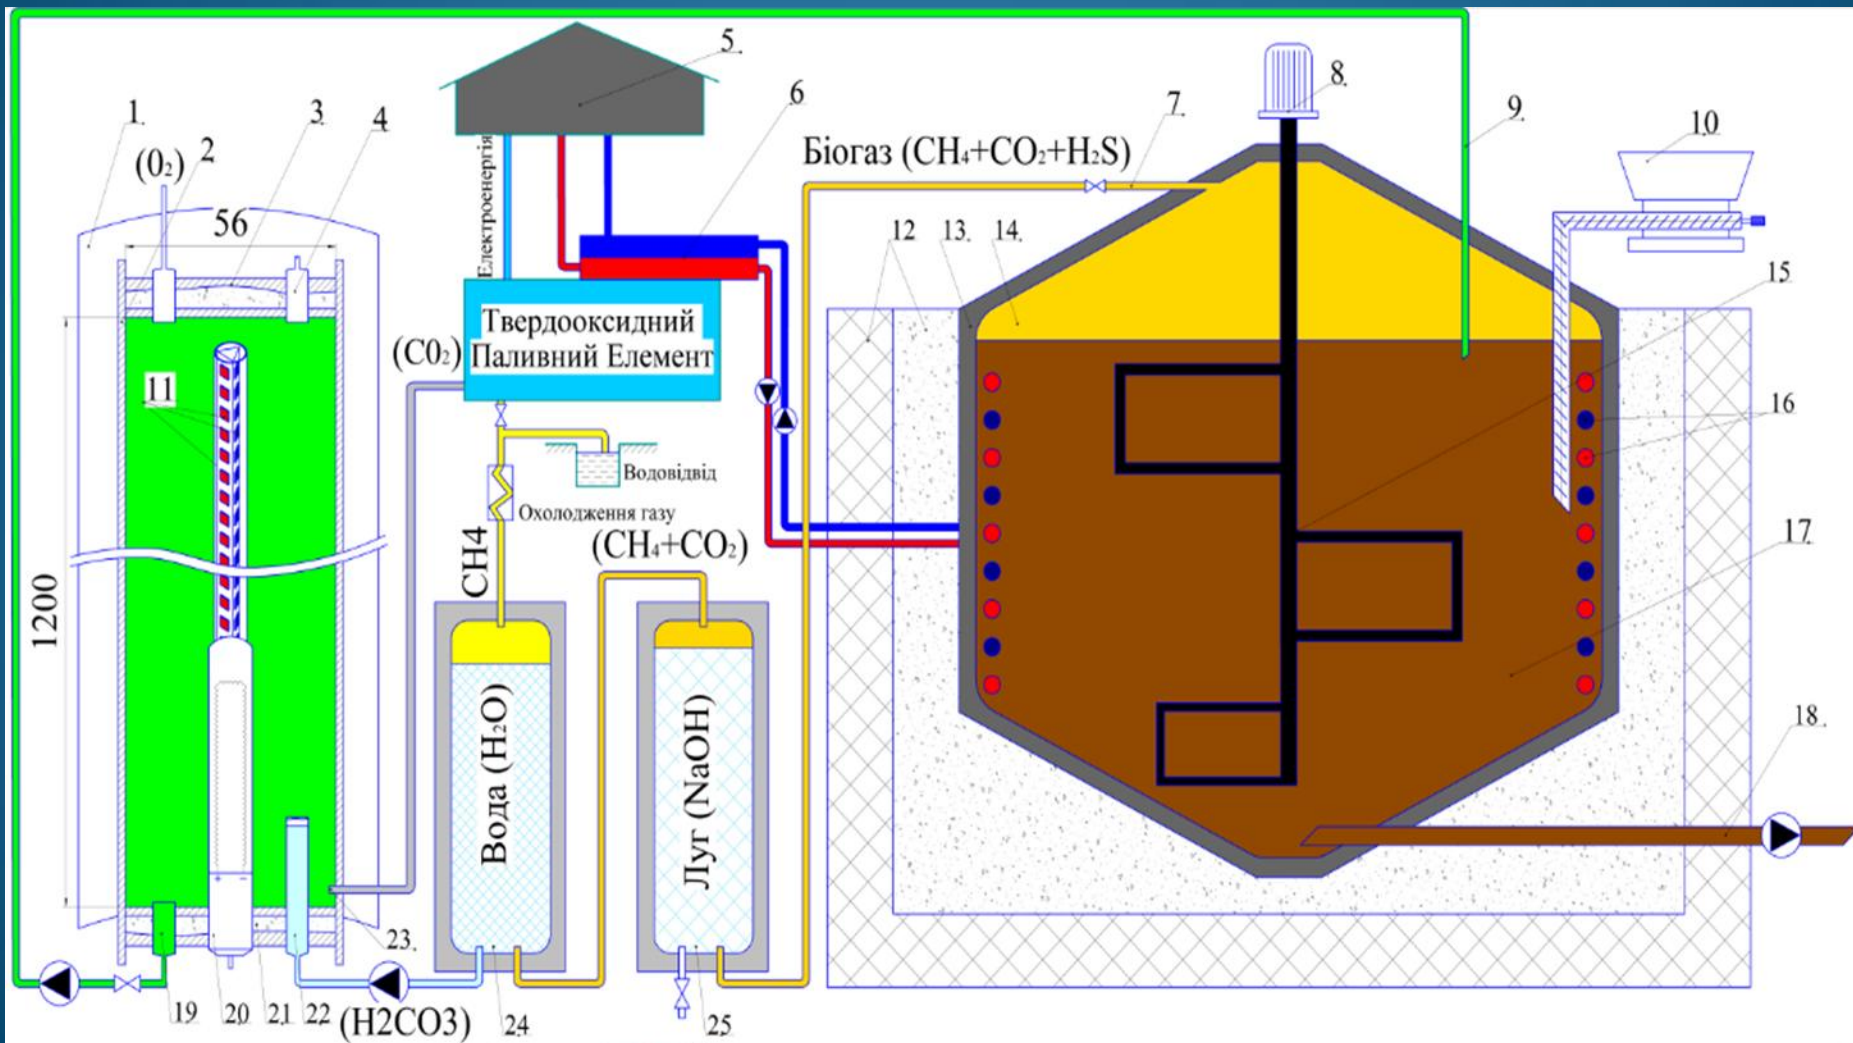 1
2
3
4
5
6
7
8
9
10
(0₂)
56
Електроенергія
Біогаз (CH₄+CO₂+H₂S)
12
13
14
15
Твердооксидний
Паливний Елемент
(C0₂)
11
16
Водовідвід
Охолодження газу
CH4
(CH₄+CO₂)
17
1200
Вода (H₂O)
Луг (NaOH)
18
23
19
20
21
22
(H2CO3)
24
25